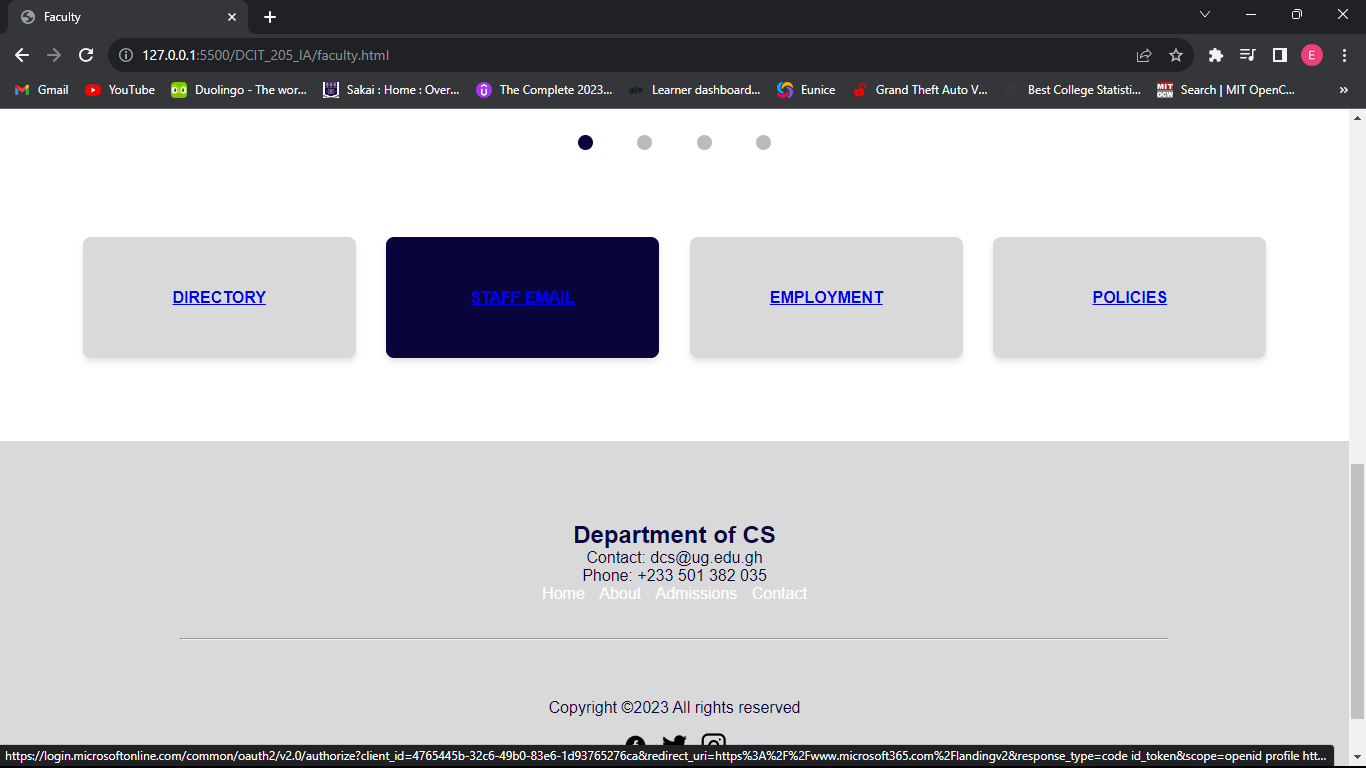 Faculty
127.0.0.1:5500/DCIT_205_IA/faculty.html
E
Gmail YouTube Duolingo - The wor... Sakai : Home : Over... The Complete 2023... Learner dashboard... Eunice Grand Theft Auto V... Best College Statisti... MIT OCW Search | MIT OpenC... »
DIRECTORY STAFF EMAIL EMPLOYMENT POLICIES
Department of CS
Contact: dcs@ug.edu.gh
Phone: +233 501 382 035
Home About Admissions Contact
Copyright ©2023 All rights reserved
https://login.microsoftonline.com/common/oauth2/v2.0/authorize?client_id=4765445b-32c6-49b0-83e6-1d93765276ca&redirect_uri=https%3A%2F%2Fwww.microsoft365.com%2Flandingv2&response_type=code id_token&scope=openid profile htt...